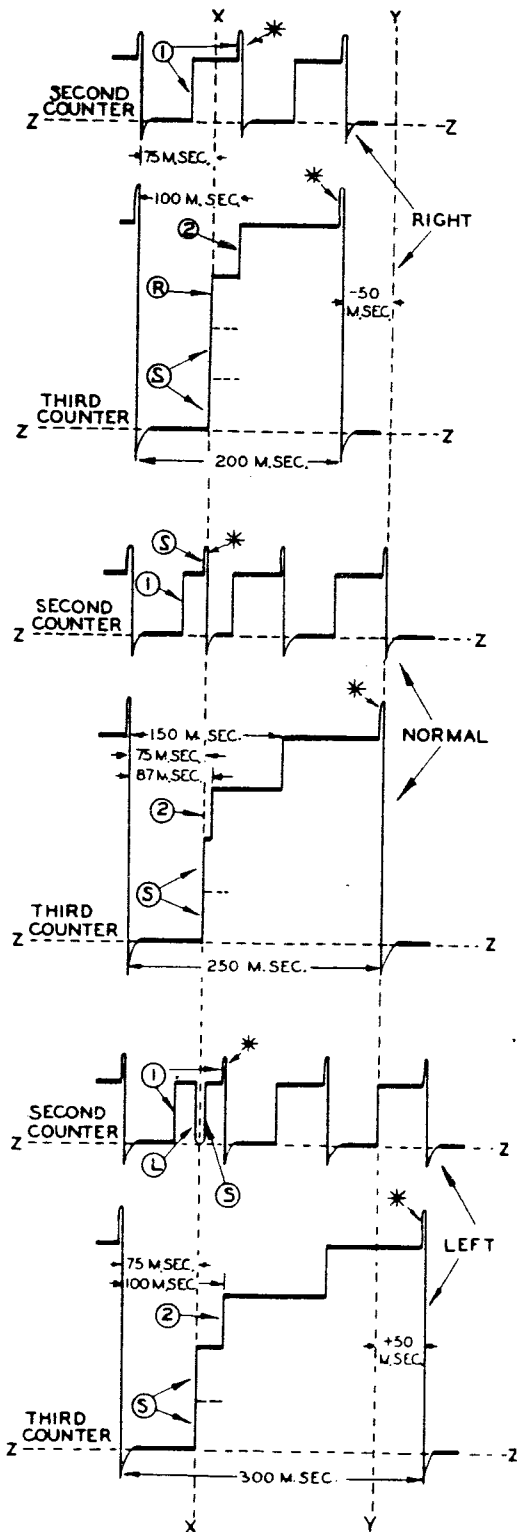 X
Y
①
✳
SECOND
COUNTER
Z
Z
75 M.SEC.
100 M.SEC.
✳
②
RIGHT
Ⓡ
-50
M.SEC.
Ⓢ
THIRD
COUNTER
Z
Z
200 M.SEC.
Ⓢ
✳
①
SECOND
COUNTER
Z
Z
✳
150 M.SEC.
NORMAL
75 M.SEC.
87 M.SEC.
②
Ⓢ
THIRD
COUNTER
Z
Z
250 M.SEC.
✳
①
SECOND
COUNTER
Z
Z
Ⓛ
Ⓢ
✳
LEFT
75 M.SEC.
100 M.SEC.
②
+50
M.SEC.
Ⓢ
THIRD
COUNTER
Z
Z
300 M.SEC.
X
Y